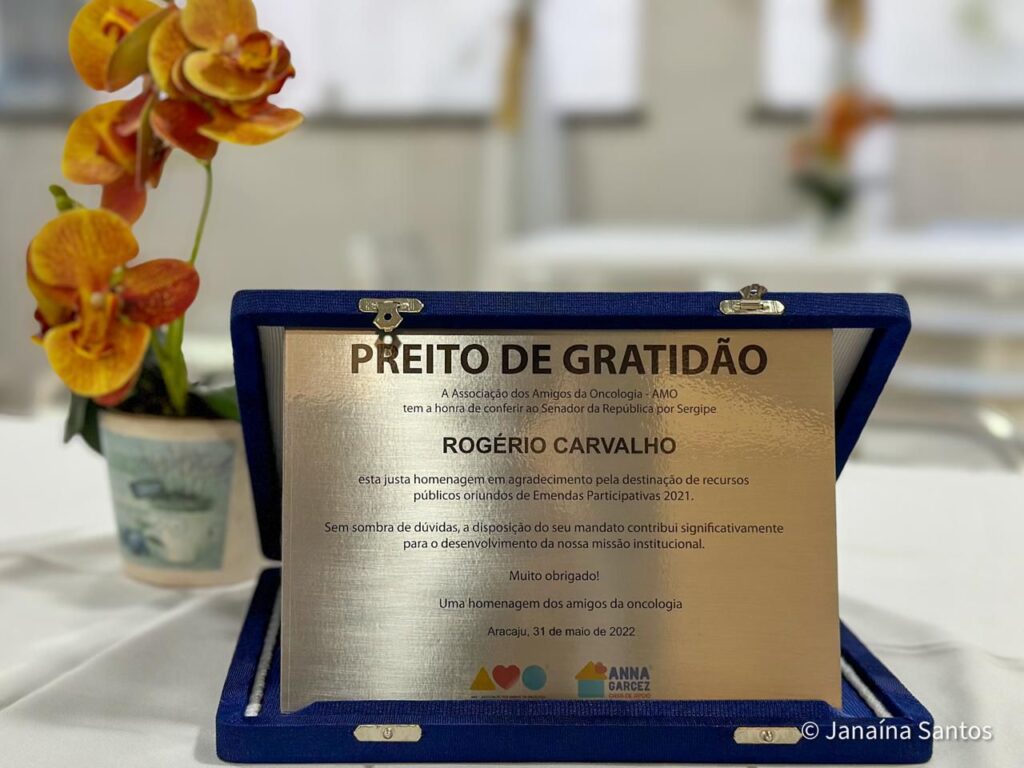 PREITO DE GRATIDÃO
A Associação dos Amigos da Oncologia - AMO
tem a honra de conferir ao Senador da República por Sergipe
ROGÉRIO CARVALHO
esta justa homenagem em agradecimento pela destinação de recursos
públicos oriundos de Emendas Participativas 2021.
Sem sombra de dúvidas, a disposição do seu mandato contribui significativamente
para o desenvolvimento da nossa missão institucional.
Muito obrigado!
Uma homenagem dos amigos da oncologia
Aracaju, 31 de maio de 2022
ANNA
GARCEZ
CASA DE APOIO
© Janaína Santos